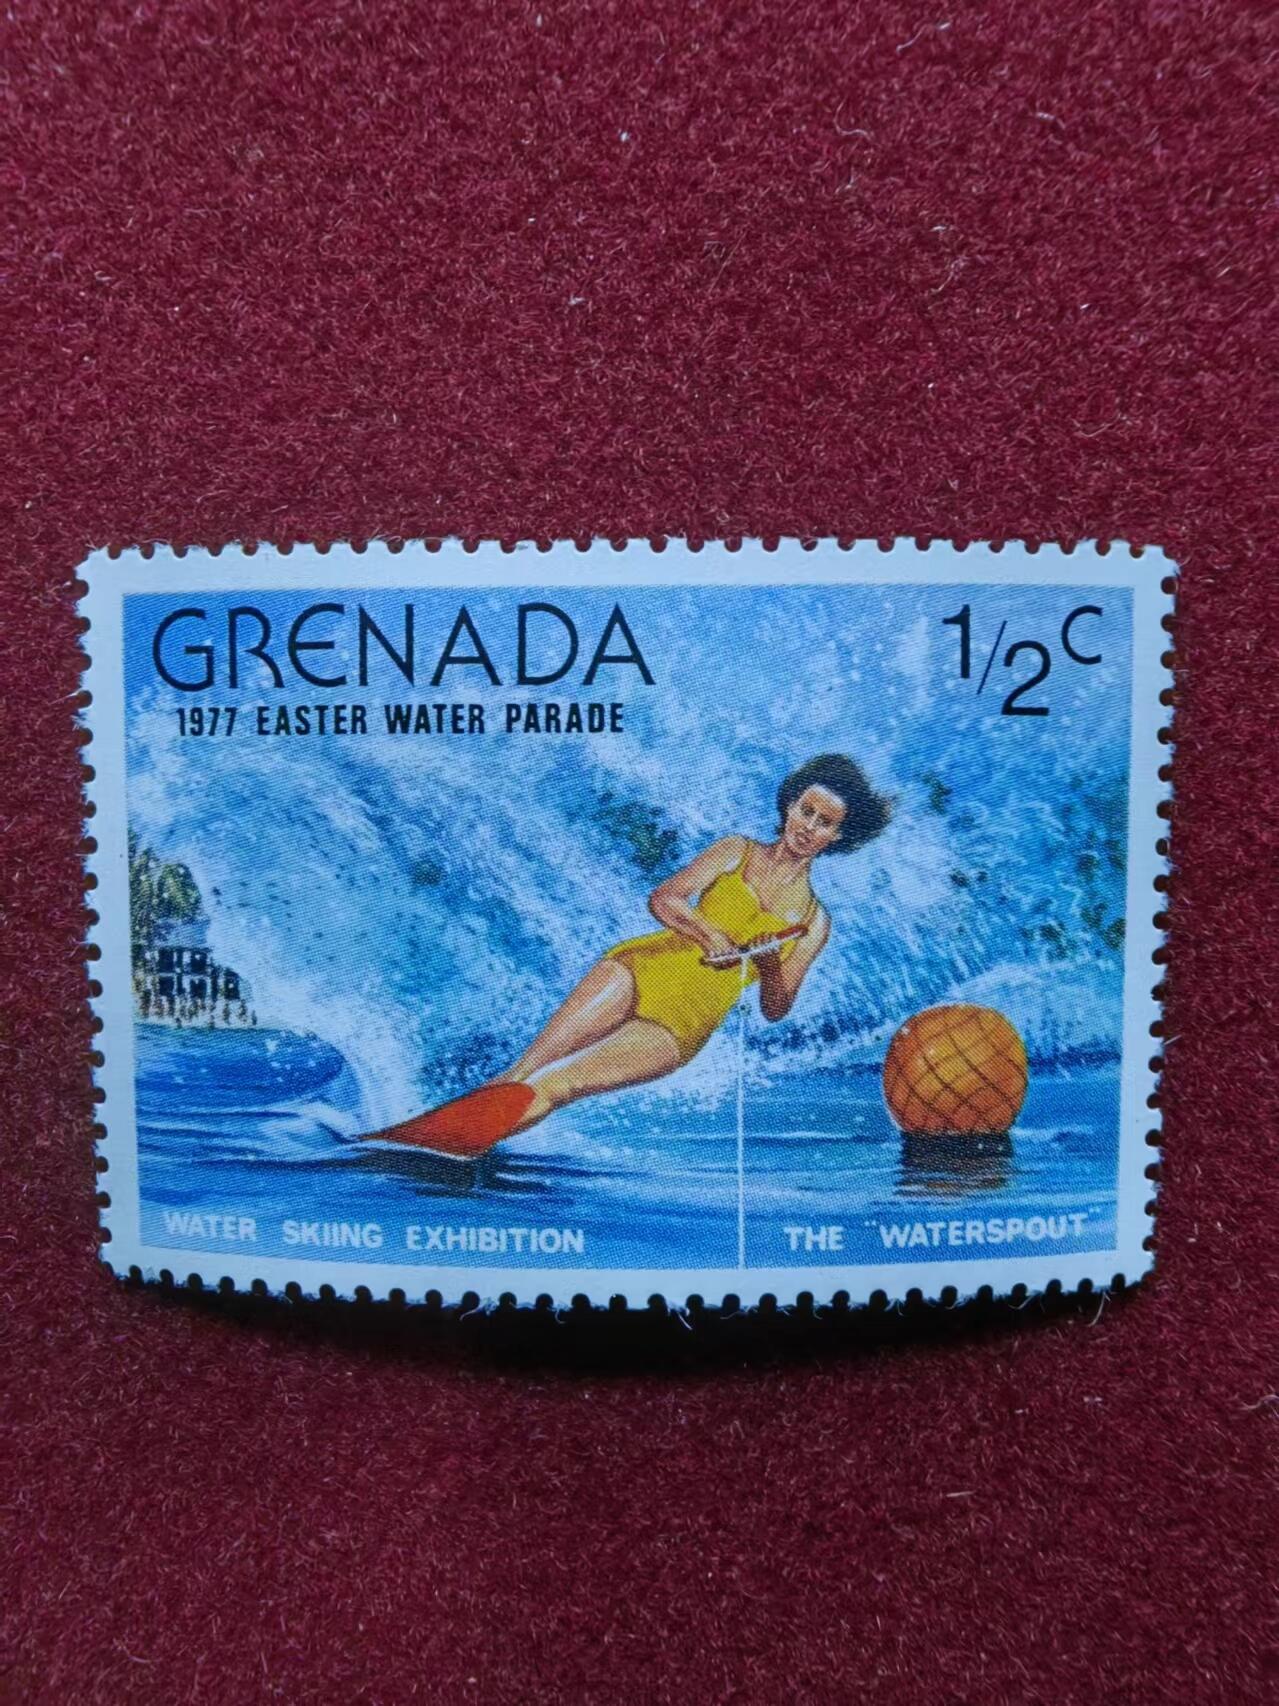 GRENADA 1/2c
1977 EASTER WATER PARADE
WATER SKIING EXHIBITION THE "WATERSPOUT"